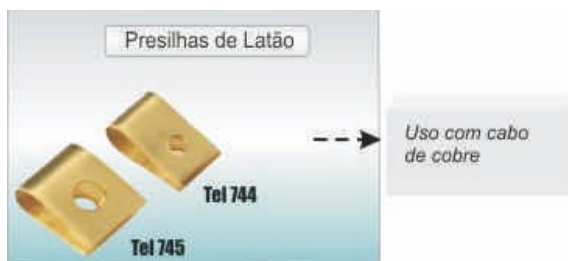 Presilhas de Latão
Uso com cabo
de cobre
Tel 744
Tel 745